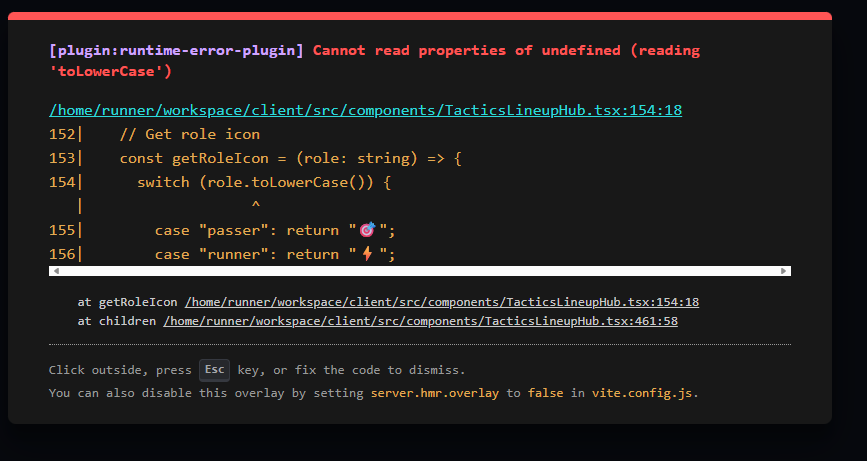 [plugin:runtime-error-plugin] Cannot read properties of undefined (reading
'toLowerCase')
/home/runner/workspace/client/src/components/TacticsLineupHub.tsx:154:18
152|    // Get role icon
153|    const getRoleIcon = (role: string) => {
154|      switch (role.toLowerCase()) {
   |                   ^
155|        case "passer": return "🎯";
156|        case "runner": return "⚡";
at getRoleIcon /home/runner/workspace/client/src/components/TacticsLineupHub.tsx:154:18
at children /home/runner/workspace/client/src/components/TacticsLineupHub.tsx:461:58
Click outside, press Esc key, or fix the code to dismiss.
You can also disable this overlay by setting server.hmr.overlay to false in vite.config.js.